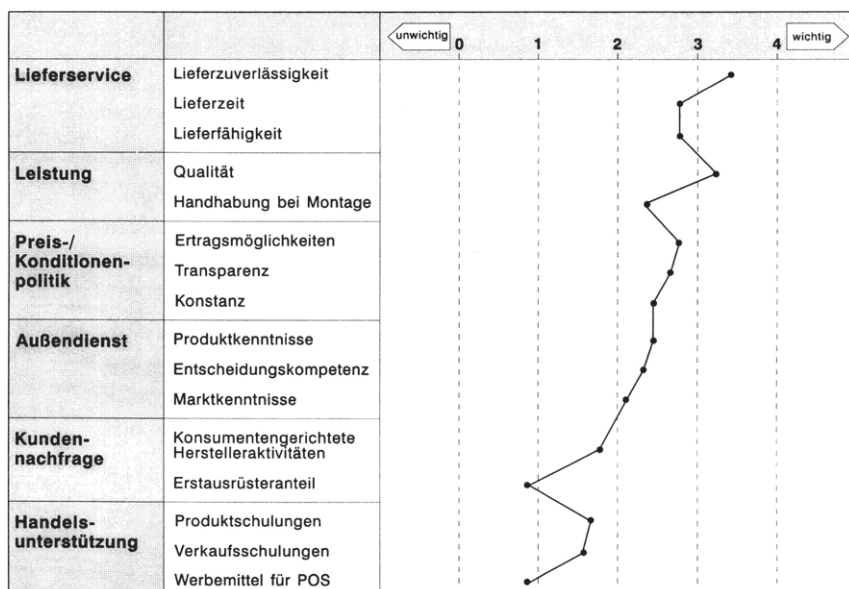 unwichtig 0 1 2 3 4 wichtig
Lieferservice Lieferzuverlässigkeit
Lieferzeit
Lieferfähigkeit
Leistung Qualität
Handhabung bei Montage
Preis-/ Ertragsmöglichkeiten
Konditionen-
politik Transparenz
Konstanz
Außendienst Produktkenntnisse
Entscheidungskompetenz
Marktkenntnisse
Kunden- Konsumentengerichtete
nachfrage Herstelleraktivitäten
Erstausrüsteranteil
Handels- Produktschulungen
unterstützung
Verkaufsschulungen
Werbemittel für POS